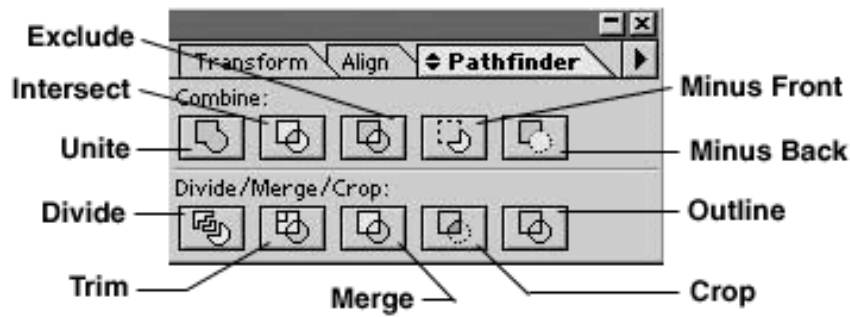 Exclude
Transform Align Pathfinder
Intersect
Combine:
Minus Front
Unite
Minus Back
Divide/Merge/Crop:
Divide
Outline
Trim
Merge
Crop